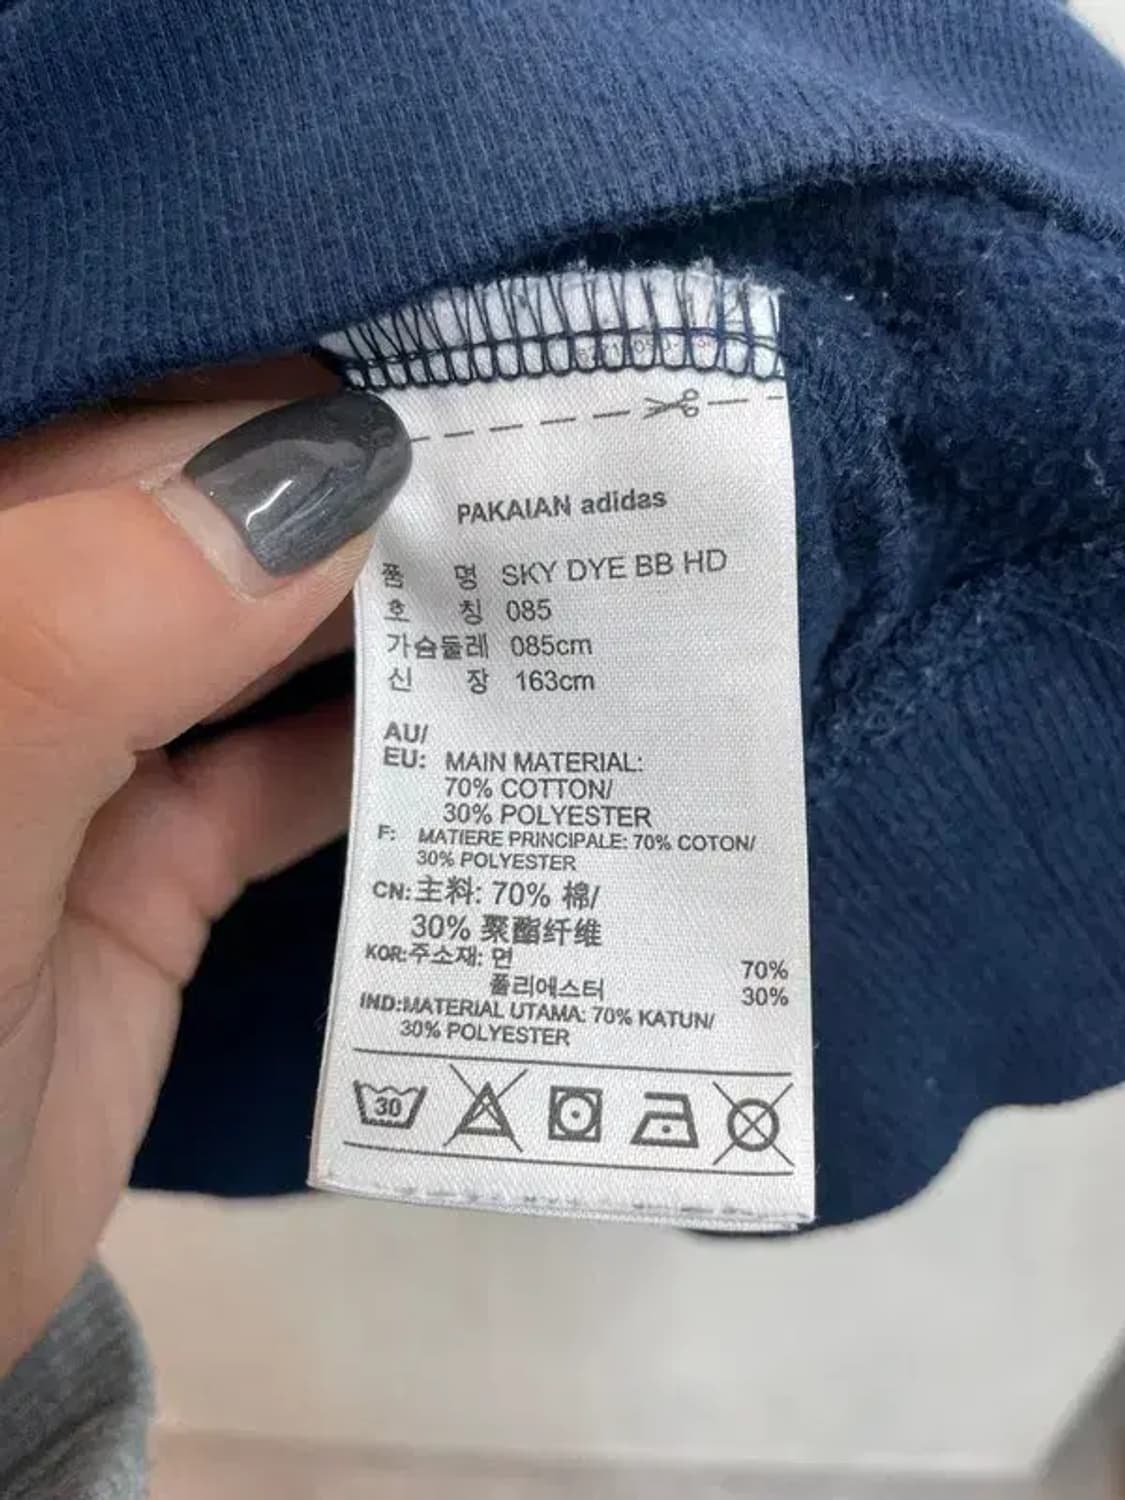 PAKAIAN adidas
품 명 SKY DYE BB HD
호 칭 085
가슴둘레 085cm
신 장 163cm
AU/
EU: MAIN MATERIAL:
70% COTTON/
30% POLYESTER
F: MATIERE PRINCIPALE: 70% COTON/
30% POLYESTER
CN: 主料: 70% 棉/
30% 聚酯纤维
KOR: 주소재: 면 70%
폴리에스터 30%
IND: MATERIAL UTAMA: 70% KATUN/
30% POLYESTER
30